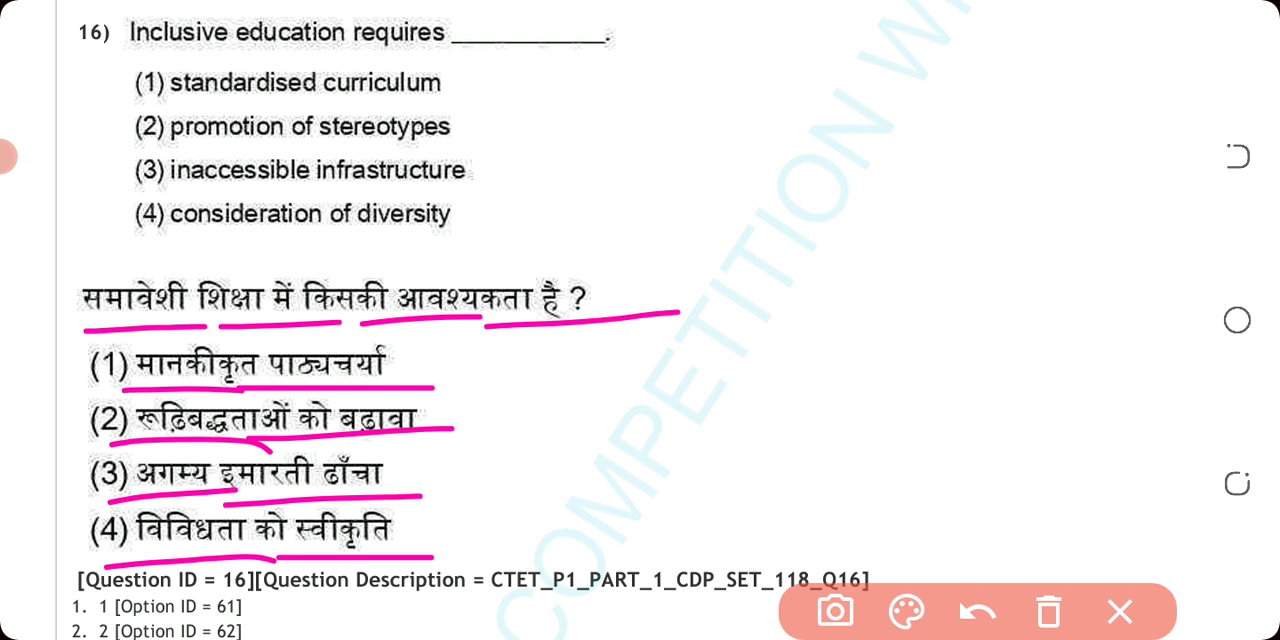 16) Inclusive education requires ___________.
(1) standardised curriculum
(2) promotion of stereotypes
(3) inaccessible infrastructure
(4) consideration of diversity
समावेशी शिक्षा में किसकी आवश्यकता है ?
(1) मानकीकृत पाठ्यचर्या
(2) रूढ़िबद्धताओं को बढ़ावा
(3) अगम्य इमारती ढाँचा
(4) विविधता को स्वीकृति
[Question ID = 16][Question Description = CTET_P1_PART_1_CDP_SET_118_Q16]
1. 1 [Option ID = 61]
2. 2 [Option ID = 62]
COMPETITION